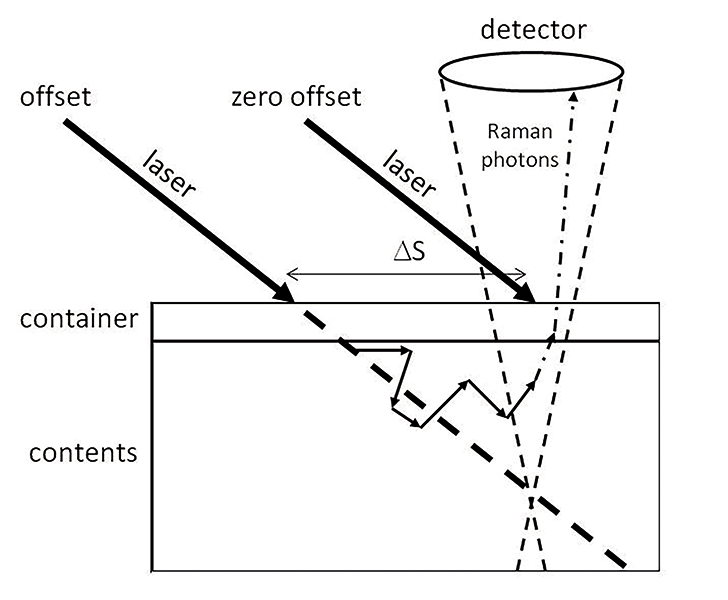 detector
offset
zero offset
laser
laser
Raman
photons
ΔS
container
contents